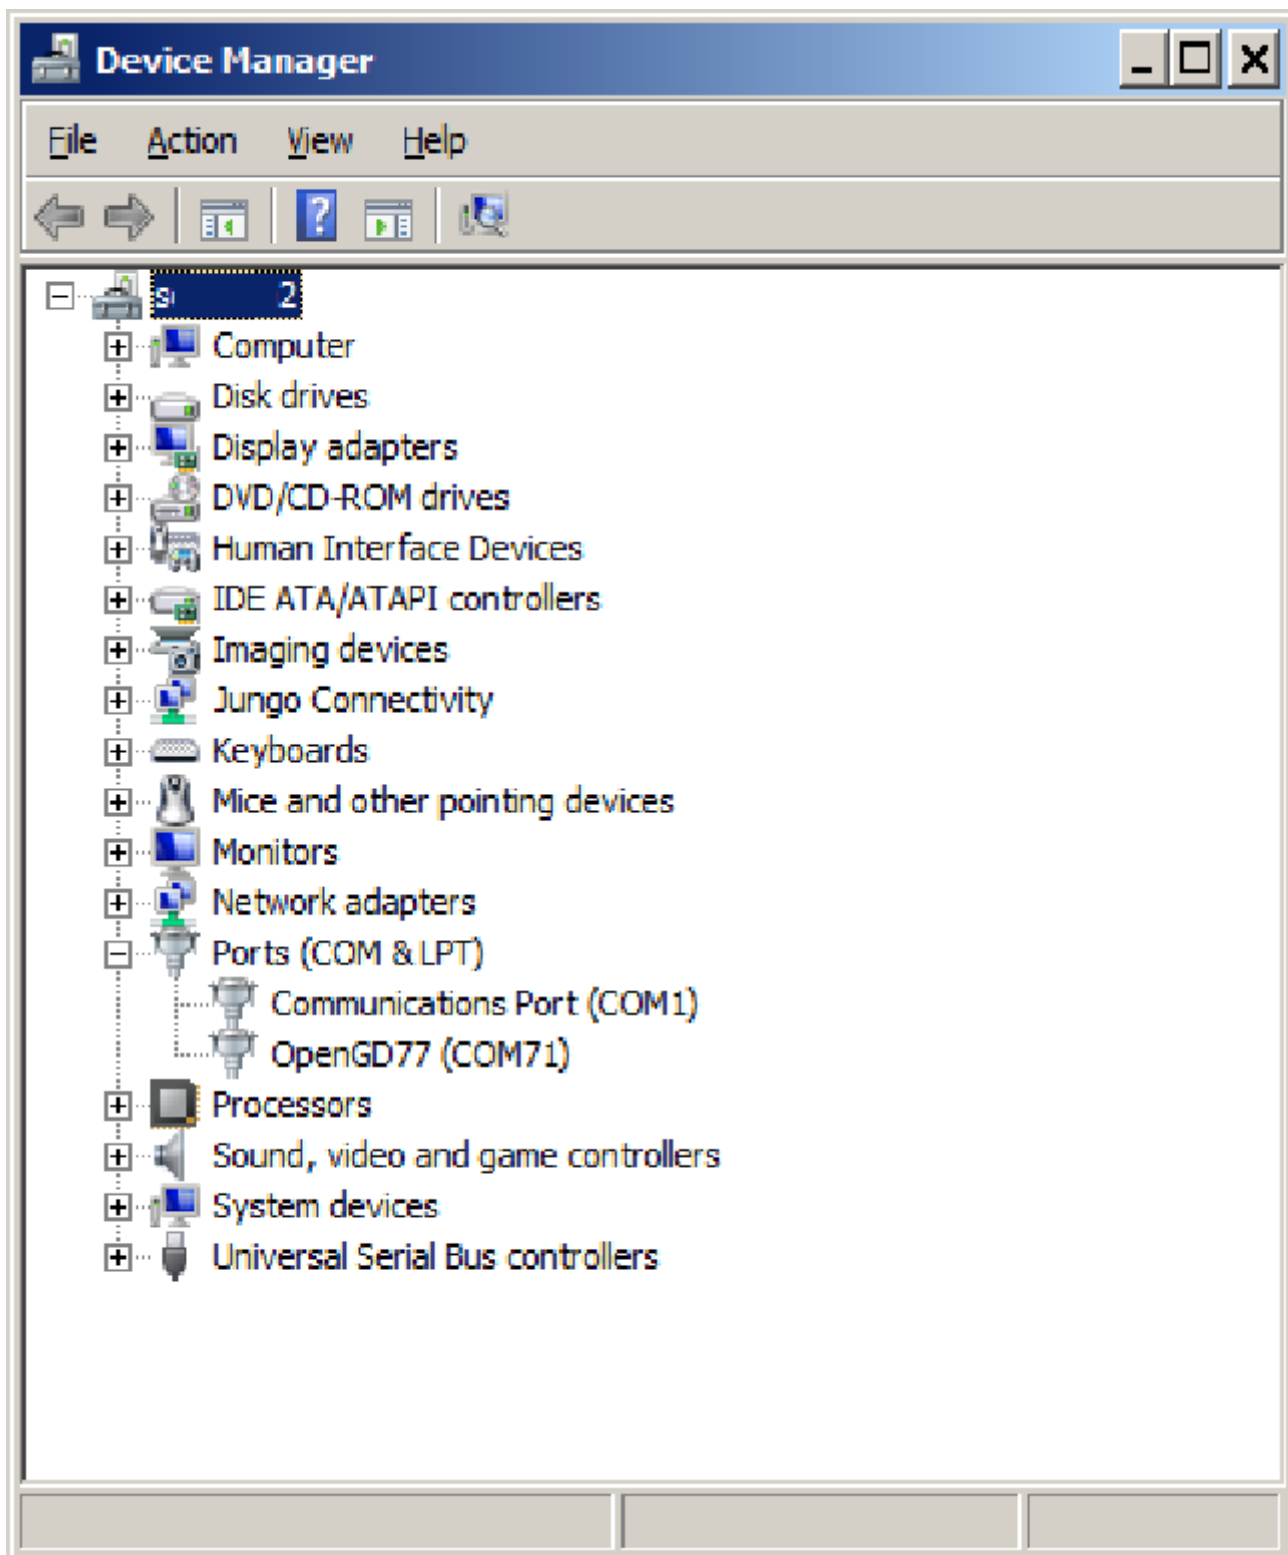 Device Manager
File Action View Help
s 2
Computer
Disk drives
Display adapters
DVD/CD-ROM drives
Human Interface Devices
IDE ATA/ATAPI controllers
Imaging devices
Jungo Connectivity
Keyboards
Mice and other pointing devices
Monitors
Network adapters
Ports (COM & LPT)
Communications Port (COM1)
OpenGD77 (COM71)
Processors
Sound, video and game controllers
System devices
Universal Serial Bus controllers